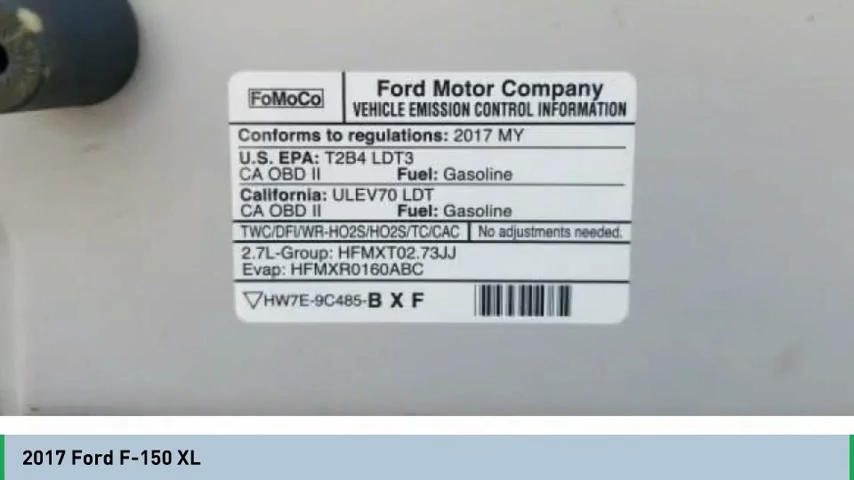 FoMoCo
Ford Motor Company
VEHICLE EMISSION CONTROL INFORMATION
Conforms to regulations: 2017 MY
U.S. EPA: T2B4 LDT3
CA OBD II Fuel: Gasoline
California: ULEV70 LDT
CA OBD II Fuel: Gasoline
TWC/DFI/WR-HO2S/HO2S/TC/CAC No adjustments needed.
2.7L-Group: HFMXT02.73JJ
Evap: HFMXR0160ABC
HW7E-9C485-B X F
2017 Ford F-150 XL